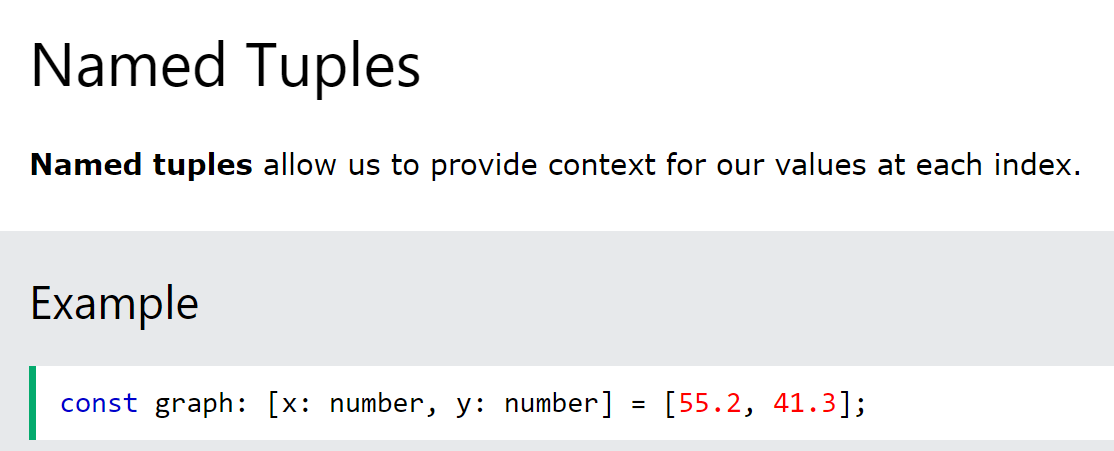 Named Tuples
Named tuples allow us to provide context for our values at each index.
Example
const graph: [x: number, y: number] = [55.2, 41.3];